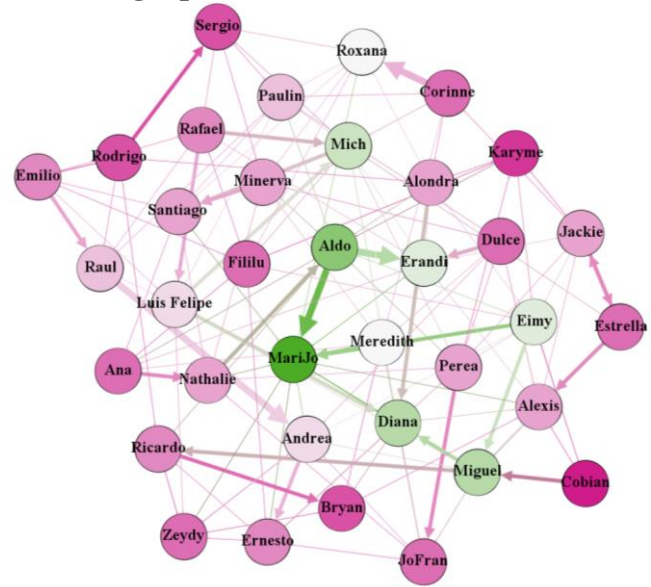 Sergio
Roxana
Paulin
Corinne
Rafael
Mich
Rodrigo
Karyme
Emilio
Minerva
Alondra
Santiago
Jackie
Aldo
Dulce
Raul
Fililu
Erandi
Luis Felipe
Eimy
Estrella
MariJo
Meredith
Perea
Ana
Nathalie
Alexis
Diana
Andrea
Ricardo
Miguel
Cobian
Bryan
Zeydy
Ernesto
JoFran